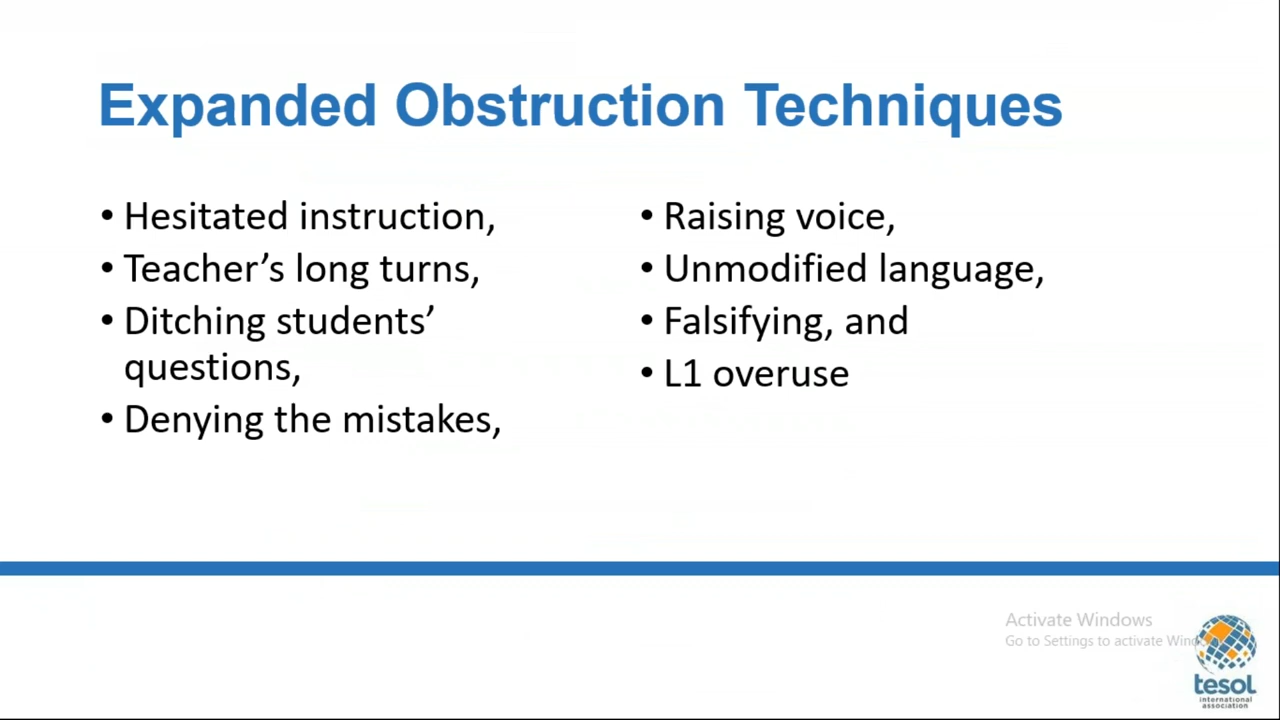 Expanded Obstruction Techniques
• Hesitated instruction,
• Teacher’s long turns,
• Ditching students’
questions,
• Denying the mistakes,
• Raising voice,
• Unmodified language,
• Falsifying, and
• L1 overuse
Activate Windows
Go to Settings to activate
tesol
international
association